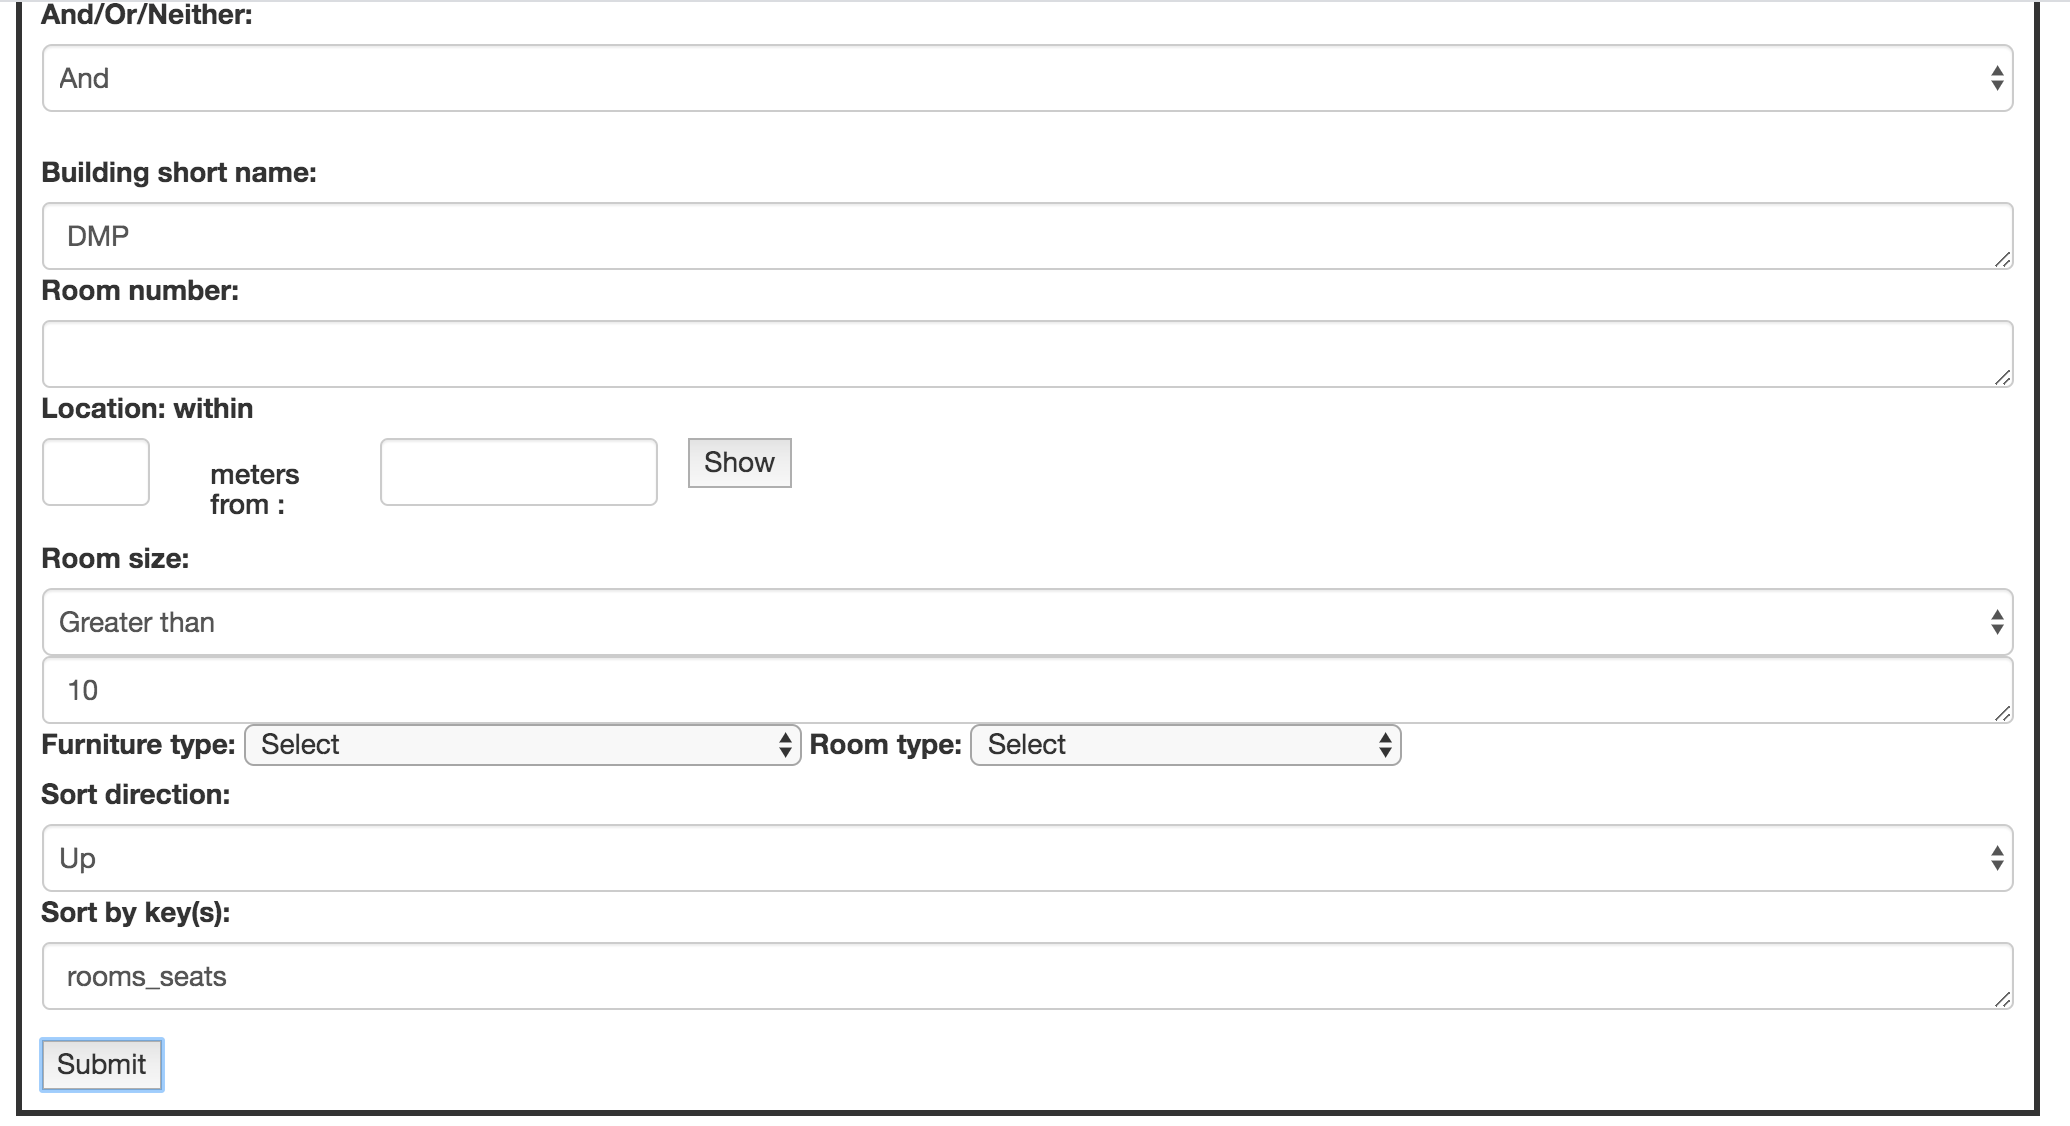 And/Or/Neither:
And
Building short name:
DMP
Room number:
Location: within
meters
from :
Show
Room size:
Greater than
10
Furniture type: Select Room type: Select
Sort direction:
Up
Sort by key(s):
rooms_seats
Submit